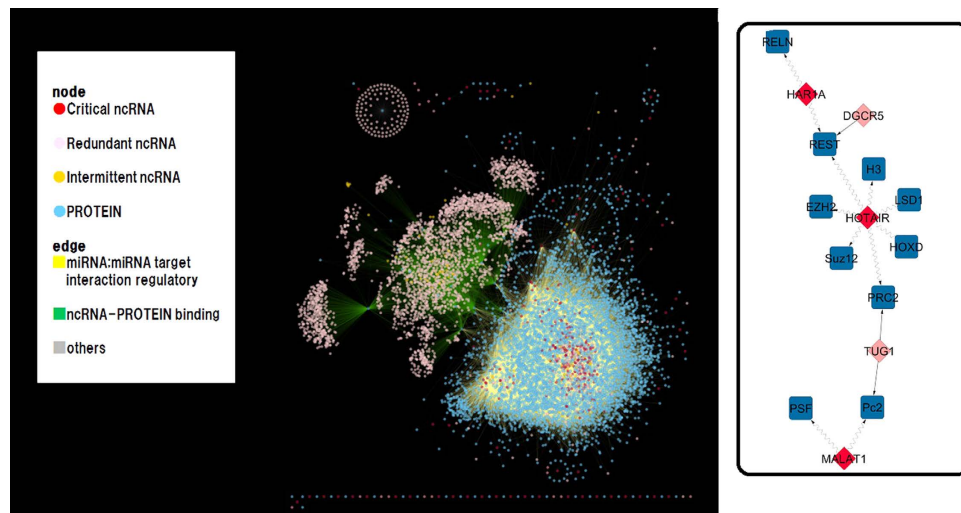 node
Critical ncRNA
Redundant ncRNA
Intermittent ncRNA
PROTEIN
edge
miRNA:miRNA target
interaction regulatory
ncRNA-PROTEIN binding
others
RELN
HAR1A
DGCR5
REST
H3
LSD1
EZH2
HOTAIR
HOXD
Suz12
PRC2
TUG1
PSF
Pc2
MALAT1